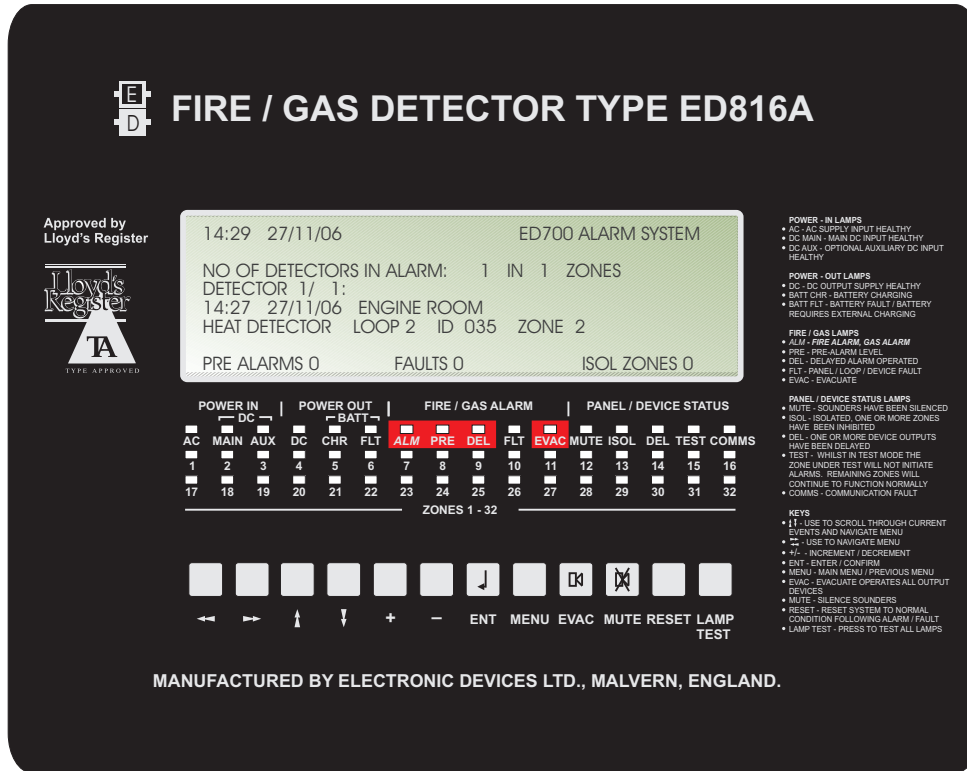 E
D
FIRE / GAS DETECTOR TYPE ED816A
Approved by
Lloyd's Register
Lloyd's
Register
TA
TYPE APPROVED
14:29 27/11/06 ED700 ALARM SYSTEM
NO OF DETECTORS IN ALARM: 1 IN 1 ZONES
DETECTOR 1/ 1:
14:27 27/11/06 ENGINE ROOM
HEAT DETECTOR LOOP 2 ID 035 ZONE 2
PRE ALARMS 0 FAULTS 0 ISOL ZONES 0
POWER IN | POWER OUT | FIRE / GAS ALARM | PANEL / DEVICE STATUS
DC BATT
AC MAIN AUX DC CHR FLT ALM PRE DEL FLT EVAC MUTE ISOL DEL TEST COMMS
1 2 3 4 5 6 7 8 9 10 11 12 13 14 15 16
17 18 19 20 21 22 23 24 25 26 27 28 29 30 31 32
ZONES 1 - 32
+ – ENT MENU EVAC MUTE RESET LAMP
TEST
MANUFACTURED BY ELECTRONIC DEVICES LTD., MALVERN, ENGLAND.
POWER - IN LAMPS
• AC - AC SUPPLY INPUT HEALTHY
• DC MAIN - MAIN DC INPUT HEALTHY
• DC AUX - OPTIONAL AUXILIARY DC INPUT
HEALTHY
POWER - OUT LAMPS
• DC - DC OUTPUT SUPPLY HEALTHY
• BATT CHR - BATTERY CHARGING
• BATT FLT - BATTERY FAULT / BATTERY
REQUIRES EXTERNAL CHARGING
FIRE / GAS LAMPS
• ALM - FIRE ALARM, GAS ALARM
• PRE - PRE-ALARM LEVEL
• DEL - DELAYED ALARM OPERATED
• FLT - PANEL / LOOP / DEVICE FAULT
• EVAC - EVACUATE
PANEL / DEVICE STATUS LAMPS
• MUTE - SOUNDERS HAVE BEEN SILENCED
• ISOL - ISOLATED, ONE OR MORE ZONES
HAVE BEEN INHIBITED
• DEL - ONE OR MORE DEVICE OUTPUTS
HAVE BEEN DELAYED
• TEST - WHILST IN TEST MODE THE
ZONE UNDER TEST WILL NOT INITIATE
ALARMS. REMAINING ZONES WILL
CONTINUE TO FUNCTION NORMALLY
• COMMS - COMMUNICATION FAULT
KEYS
• - USE TO SCROLL THROUGH CURRENT
EVENTS AND NAVIGATE MENU
• - USE TO NAVIGATE MENU
• +/- - INCREMENT / DECREMENT
• ENT - ENTER / CONFIRM
• MENU - MAIN MENU / PREVIOUS MENU
• EVAC - EVACUATE OPERATES ALL OUTPUT
DEVICES
• MUTE - SILENCE SOUNDERS
• RESET - RESET SYSTEM TO NORMAL
CONDITION FOLLOWING ALARM / FAULT
• LAMP TEST - PRESS TO TEST ALL LAMPS